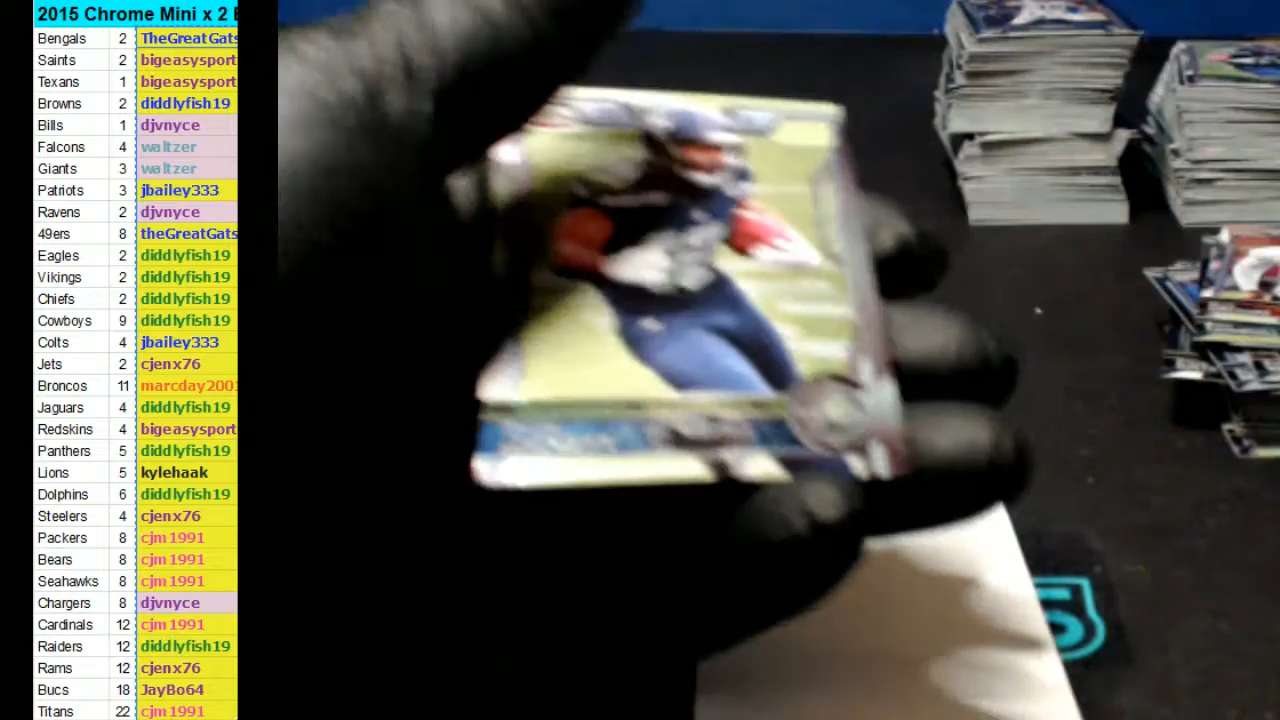 2015 Chrome Mini x 2
Bengals 2 TheGreatGats
Saints 2 bigeasysport
Texans 1 bigeasysport
Browns 2 diddlyfish19
Bills 1 djvnyce
Falcons 4 waltzer
Giants 3 waltzer
Patriots 3 jbailey333
Ravens 2 djvnyce
49ers 8 theGreatGats
Eagles 2 diddlyfish19
Vikings 2 diddlyfish19
Chiefs 2 diddlyfish19
Cowboys 9 diddlyfish19
Colts 4 jbailey333
Jets 2 cjenx76
Broncos 11 marcday2001
Jaguars 4 diddlyfish19
Redskins 4 bigeasysport
Panthers 5 diddlyfish19
Lions 5 kylehaak
Dolphins 6 diddlyfish19
Steelers 4 cjenx76
Packers 8 cjm1991
Bears 8 cjm1991
Seahawks 8 cjm1991
Chargers 8 djvnyce
Cardinals 12 cjm1991
Raiders 12 diddlyfish19
Rams 12 cjenx76
Bucs 18 JayBo64
Titans 22 cjm1991